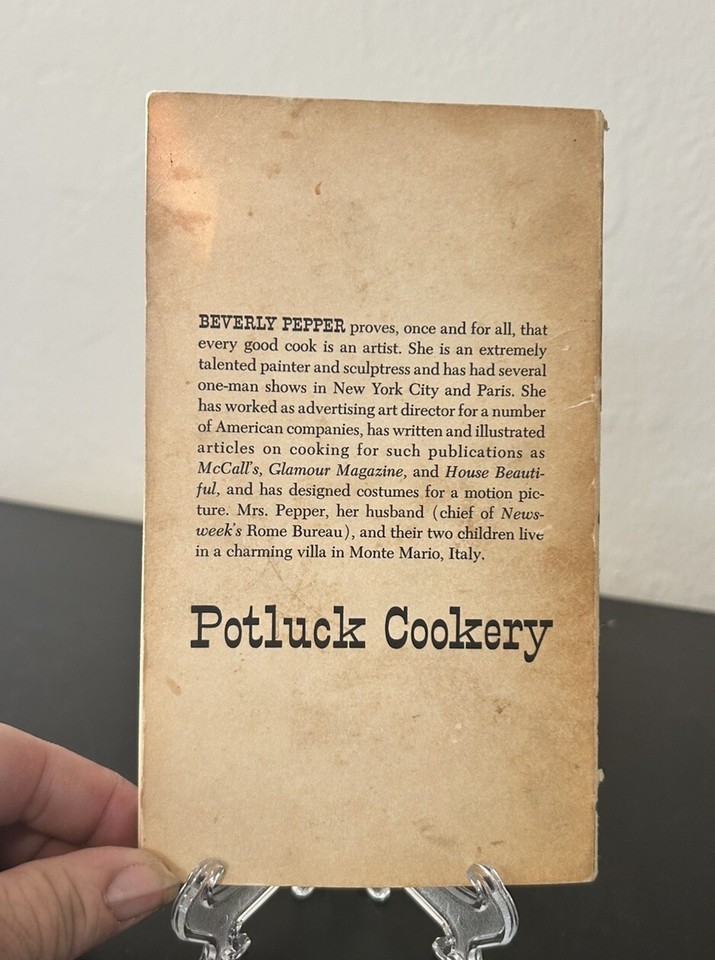 BEVERLY PEPPER proves, once and for all, that
every good cook is an artist. She is an extremely
talented painter and sculptress and has had several
one-man shows in New York City and Paris. She
has worked as advertising art director for a number
of American companies, has written and illustrated
articles on cooking for such publications as
McCall's, Glamour Magazine, and House Beauti-
ful, and has designed costumes for a motion pic-
ture. Mrs. Pepper, her husband (chief of News-
week's Rome Bureau), and their two children live
in a charming villa in Monte Mario, Italy.
Potluck Cookery